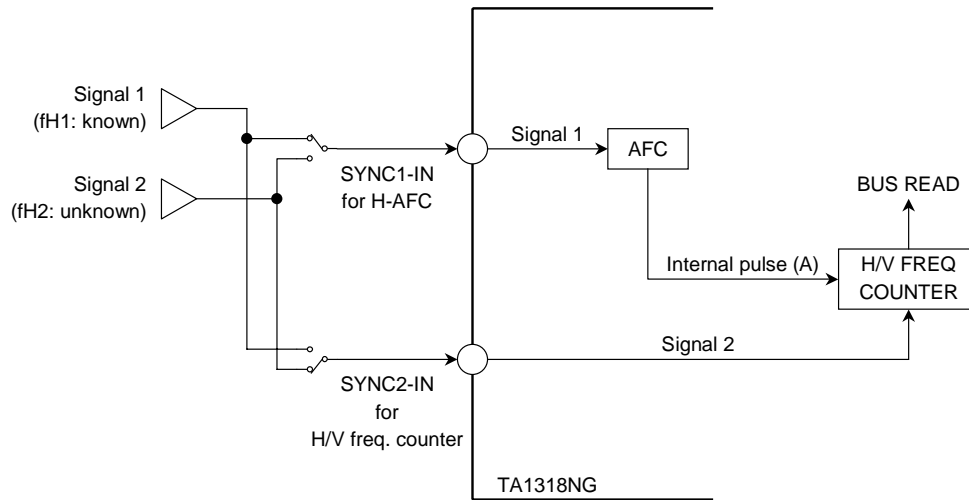 Signal 1
(fH1: known)
Signal 2
(fH2: unknown)
SYNC1-IN
for H-AFC
Signal 1
AFC
BUS READ
Internal pulse (A)
H/V FREQ
COUNTER
Signal 2
SYNC2-IN
for
H/V freq. counter
TA1318NG